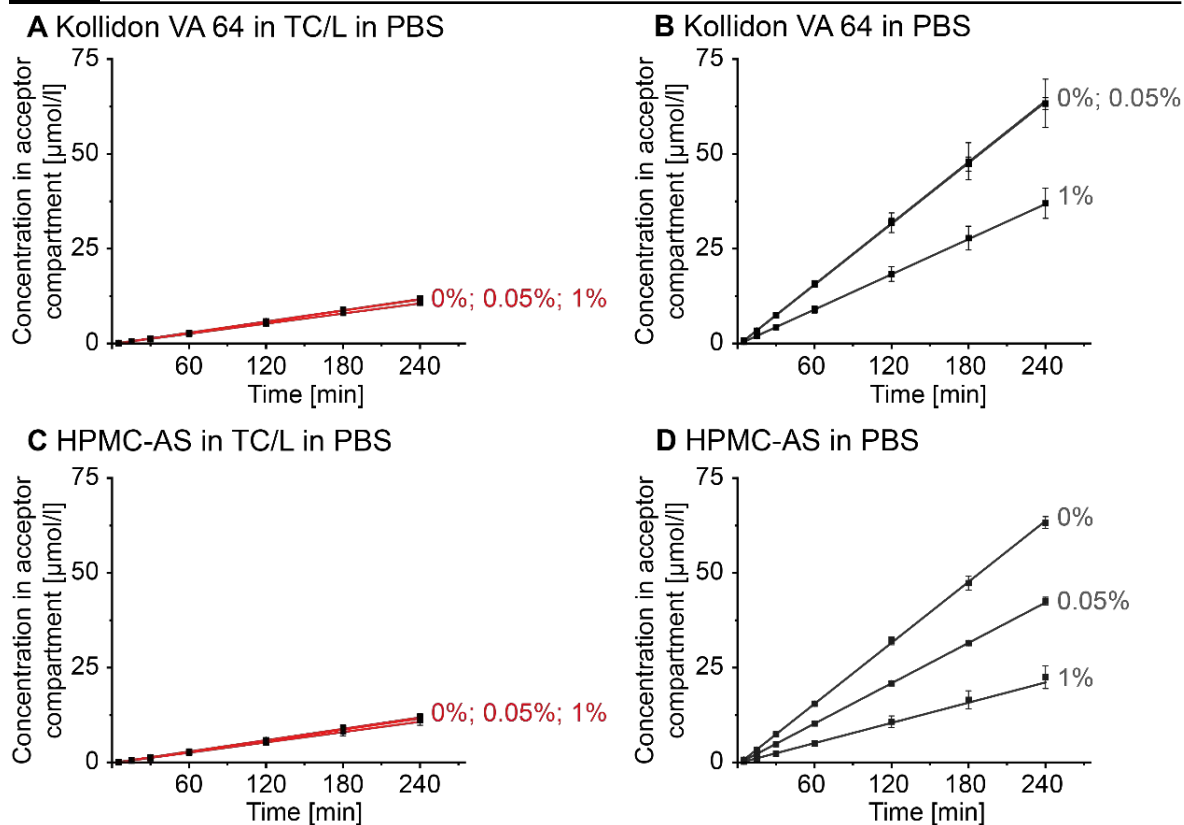 A Kollidon VA 64 in TC/L in PBS
Concentration in acceptor
compartment [µmol/l]
75
50
25
0
0%; 0.05%; 1%
60 120 180 240
Time [min]
B Kollidon VA 64 in PBS
Concentration in acceptor
compartment [µmol/l]
75
50
25
0
0%; 0.05%
1%
60 120 180 240
Time [min]
C HPMC-AS in TC/L in PBS
Concentration in acceptor
compartment [µmol/l]
75
50
25
0
0%; 0.05%; 1%
60 120 180 240
Time [min]
D HPMC-AS in PBS
Concentration in acceptor
compartment [µmol/l]
75
50
25
0
0%
0.05%
1%
60 120 180 240
Time [min]